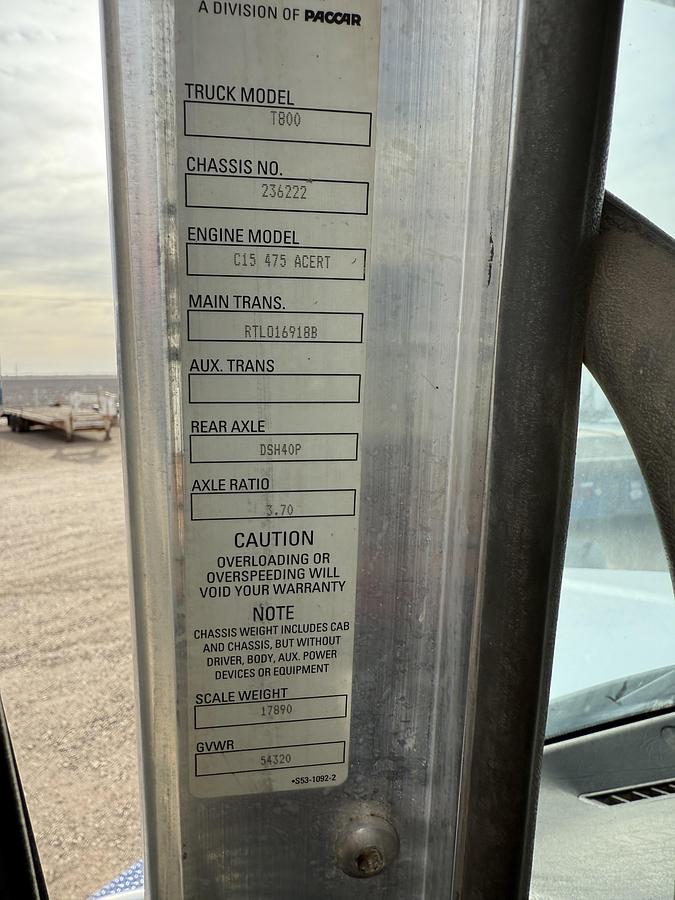 A DIVISION OF PACCAR
TRUCK MODEL
T800
CHASSIS NO.
236222
ENGINE MODEL
C15 475 ACERT
MAIN TRANS.
RTLO16918B
AUX. TRANS
REAR AXLE
DSH40P
AXLE RATIO
3.70
CAUTION
OVERLOADING OR
OVERSPEEDING WILL
VOID YOUR WARRANTY
NOTE
CHASSIS WEIGHT INCLUDES CAB
AND CHASSIS, BUT WITHOUT
DRIVER, BODY, AUX. POWER
DEVICES OR EQUIPMENT
SCALE WEIGHT
17890
GVWR
54320
+S53-1092-2